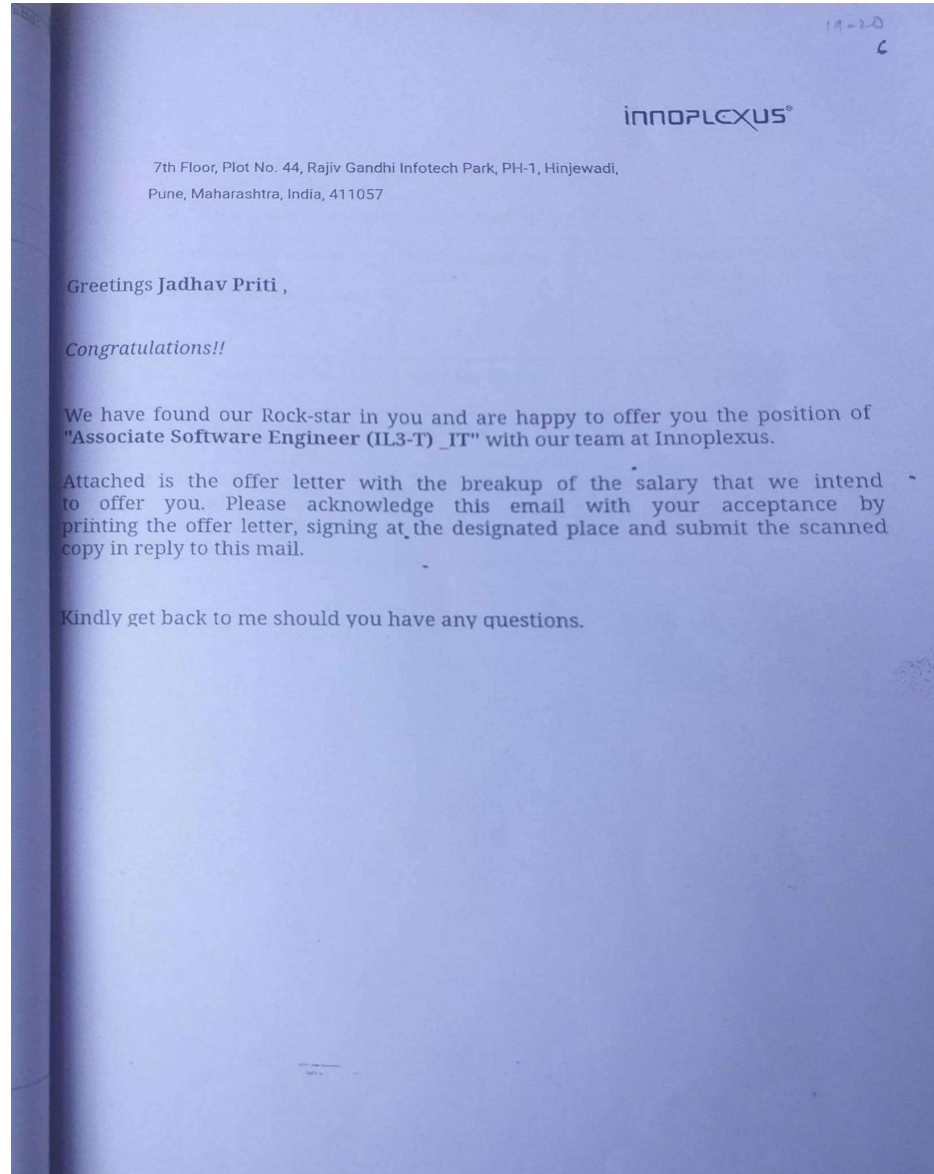 19-20
6
innoplexus®
7th Floor, Plot No. 44, Rajiv Gandhi Infotech Park, PH-1, Hinjewadi,
Pune, Maharashtra, India, 411057
Greetings Jadhav Priti ,
Congratulations!!
We have found our Rock-star in you and are happy to offer you the position of
"Associate Software Engineer (IL3-T) _IT" with our team at Innoplexus.
Attached is the offer letter with the breakup of the salary that we intend
to offer you. Please acknowledge this email with your acceptance by
printing the offer letter, signing at the designated place and submit the scanned
copy in reply to this mail.
Kindly get back to me should you have any questions.